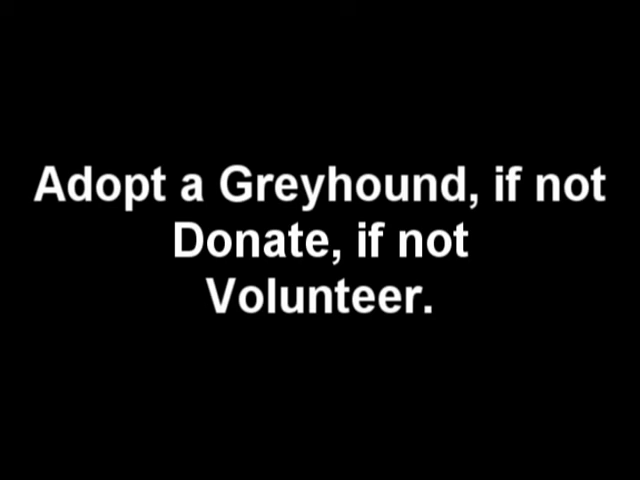 Adopt a Greyhound, if not
Donate, if not
Volunteer.